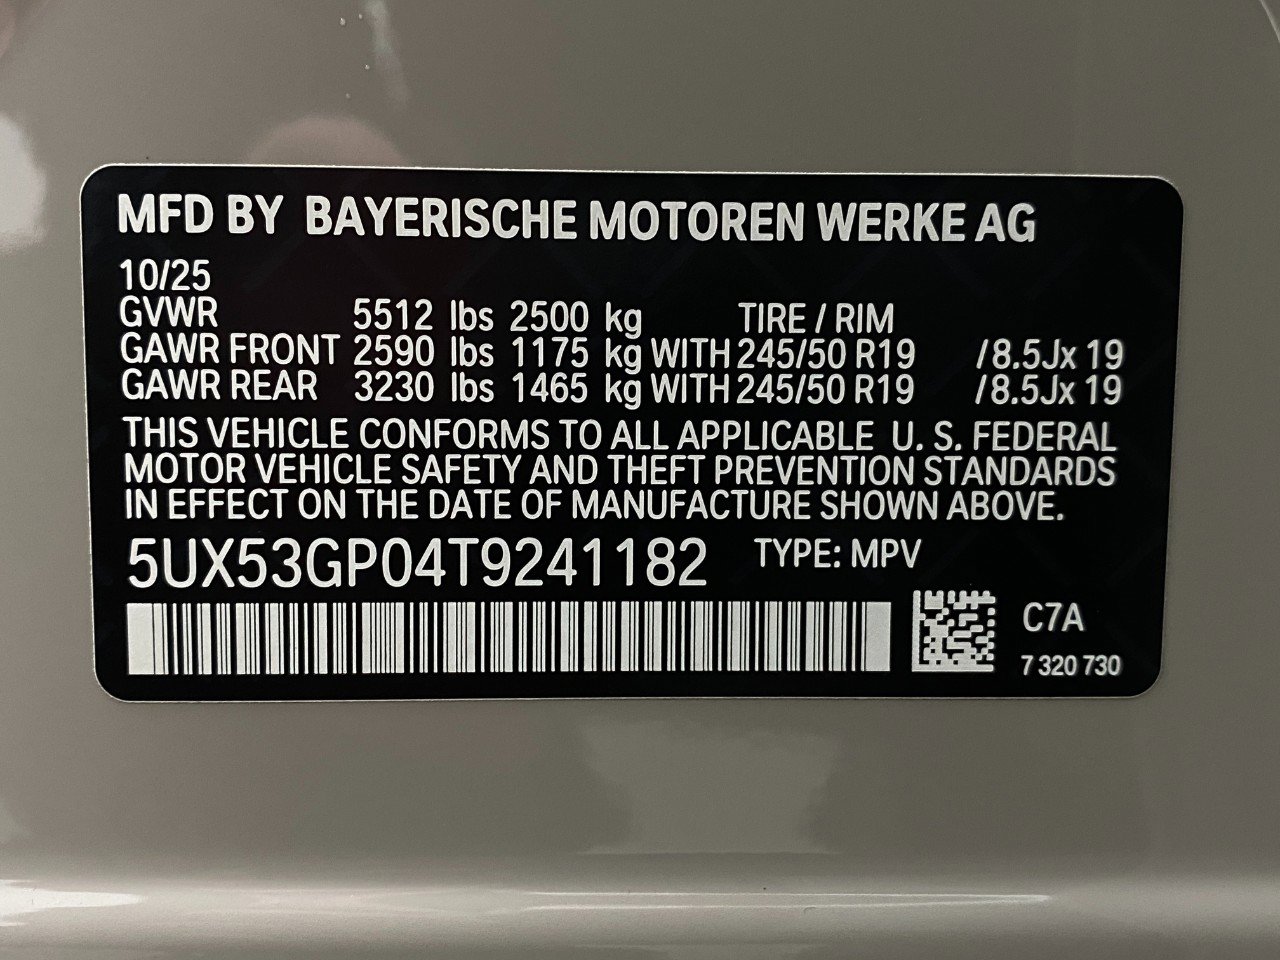 MFD BY BAYERISCHE MOTOREN WERKE AG
10/25
GVWR 5512 lbs 2500 kg TIRE / RIM
GAWR FRONT 2590 lbs 1175 kg WITH 245/50 R19 /8.5Jx 19
GAWR REAR 3230 lbs 1465 kg WITH 245/50 R19 /8.5Jx 19
THIS VEHICLE CONFORMS TO ALL APPLICABLE U. S. FEDERAL
MOTOR VEHICLE SAFETY AND THEFT PREVENTION STANDARDS
IN EFFECT ON THE DATE OF MANUFACTURE SHOWN ABOVE.
5UX53GP04T9241182 TYPE: MPV
C7A
7 320 730